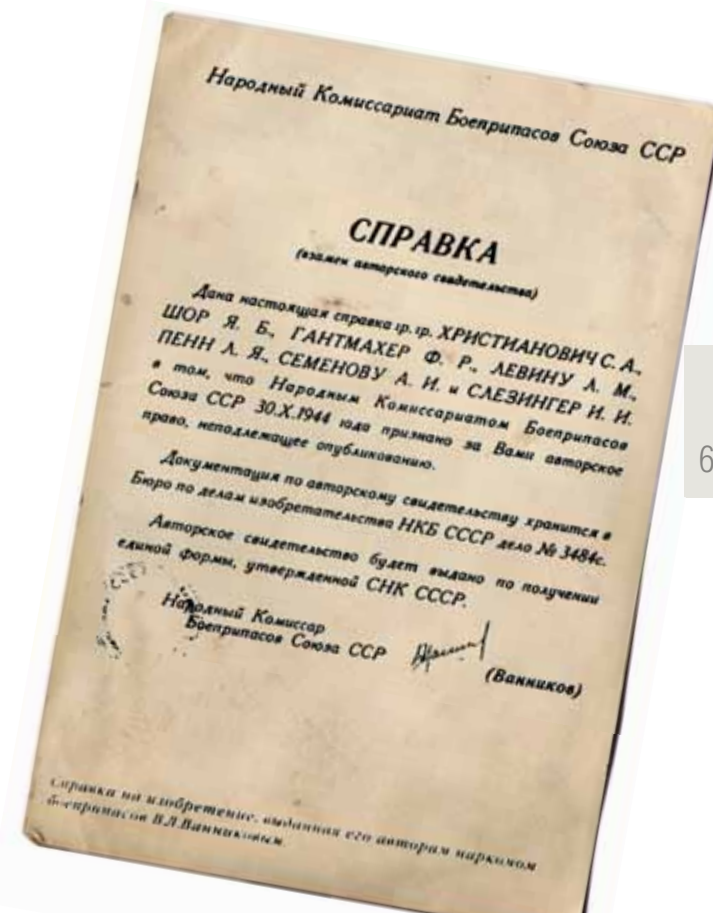 Народный Комиссариат Боеприпасов Союза ССР
СПРАВКА
(взамен авторского свидетельства)
Дана настоящая справка гр. гр. ХРИСТИАНОВИЧ С. А.,
ШОР Я. Б., ГАНТМАХЕР Ф. Р., ЛЕВИНУ Л. М.,
ПЕНН Л. Я., СЕМЕНОВУ А. И. и СЛЕЗИНГЕР И. И.
в том, что Народным Комиссариатом Боеприпасов
Союза ССР 30.X.1944 года признано за Вами авторское
право, неподлежащее опубликованию.
Документация по авторскому свидетельству хранится в
Бюро по делам изобретательства НКБ СССР дело № 3484с.
Авторское свидетельство будет выдано по получении
единой формы, утвержденной СНК СССР.
Народный Комиссар
Боеприпасов Союза ССР
(Ванников)
Справка на изобретение, выданная его авторам наркомом
боеприпасов В.Л.Ванниковым
6